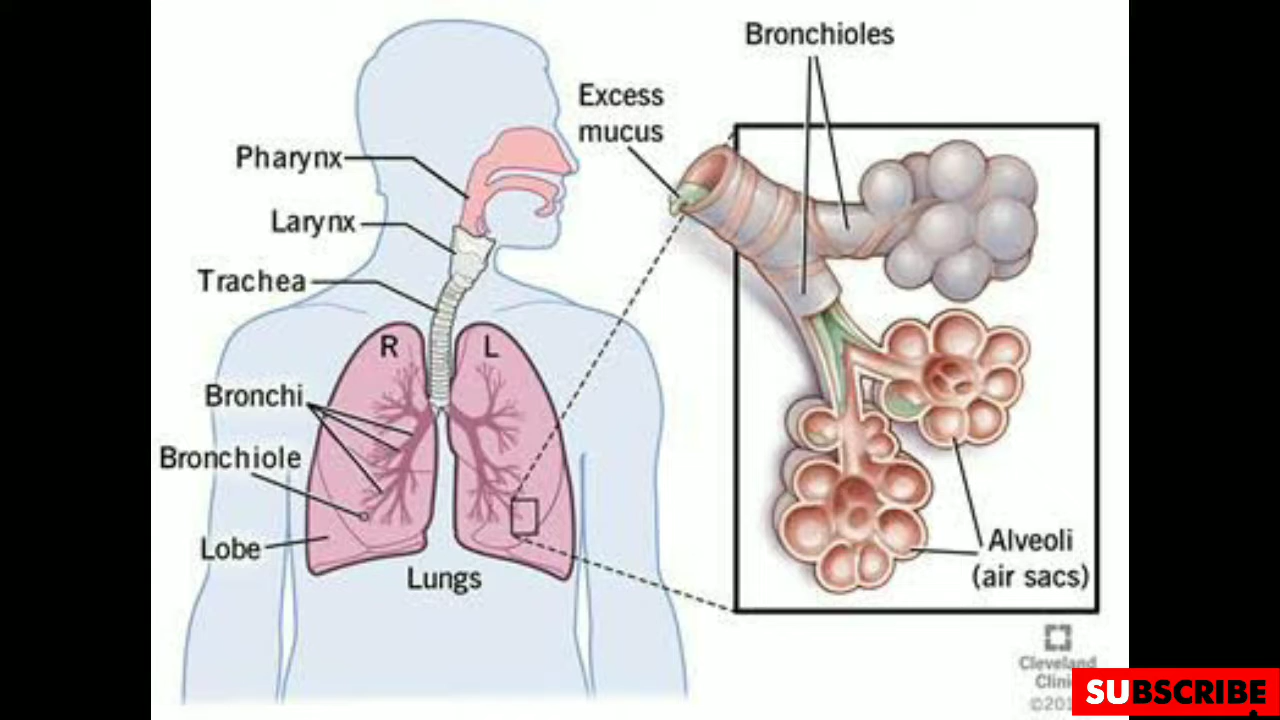 Bronchioles
Excess
mucus
Pharynx
Larynx
Trachea
R
L
Bronchi
Bronchiole
Lobe
Lungs
Alveoli
(air sacs)
Cleveland
SUBSCRIBE